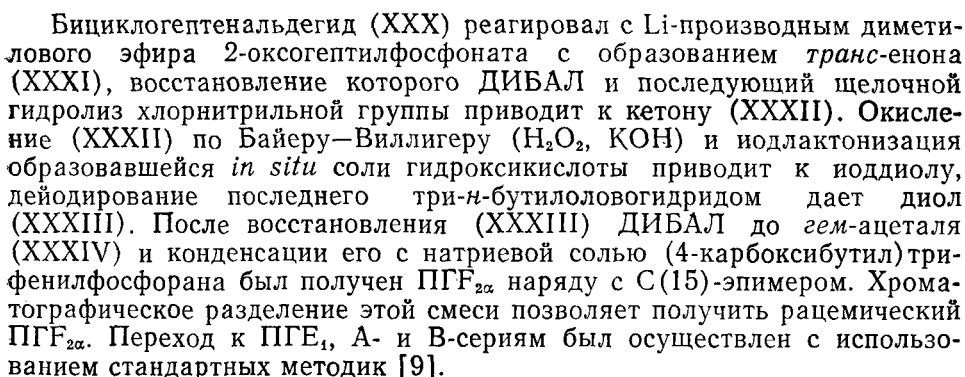 Бициклогептенальдегид (XXX) реагировал с Li-производным димети-
лового эфира 2-оксогептилфосфоната с образованием транс-енона
(XXXI), восстановление которого ДИБАЛ и последующий щелочной
гидролиз хлорнитрильной группы приводит к кетону (XXXII). Окисле-
ние (XXXII) по Байеру—Виллигеру (H₂O₂, KOH) и иодлактонизация
образовавшейся in situ соли гидроксикислоты приводит к иоддиолу,
дейодирование последнего три-н-бутилоловогидридом дает диол
(XXXIII). После восстановления (XXXIII) ДИБАЛ до гем-ацеталя
(XXXIV) и конденсации его с натриевой солью (4-карбоксибутил)три-
фенилфосфорана был получен ПГF₂α наряду с C(15)-эпимером. Хрома-
тографическое разделение этой смеси позволяет получить рацемический
ПГF₂α. Переход к ПГЕ₁, А- и В-сериям был осуществлен с использо-
ванием стандартных методик [9].